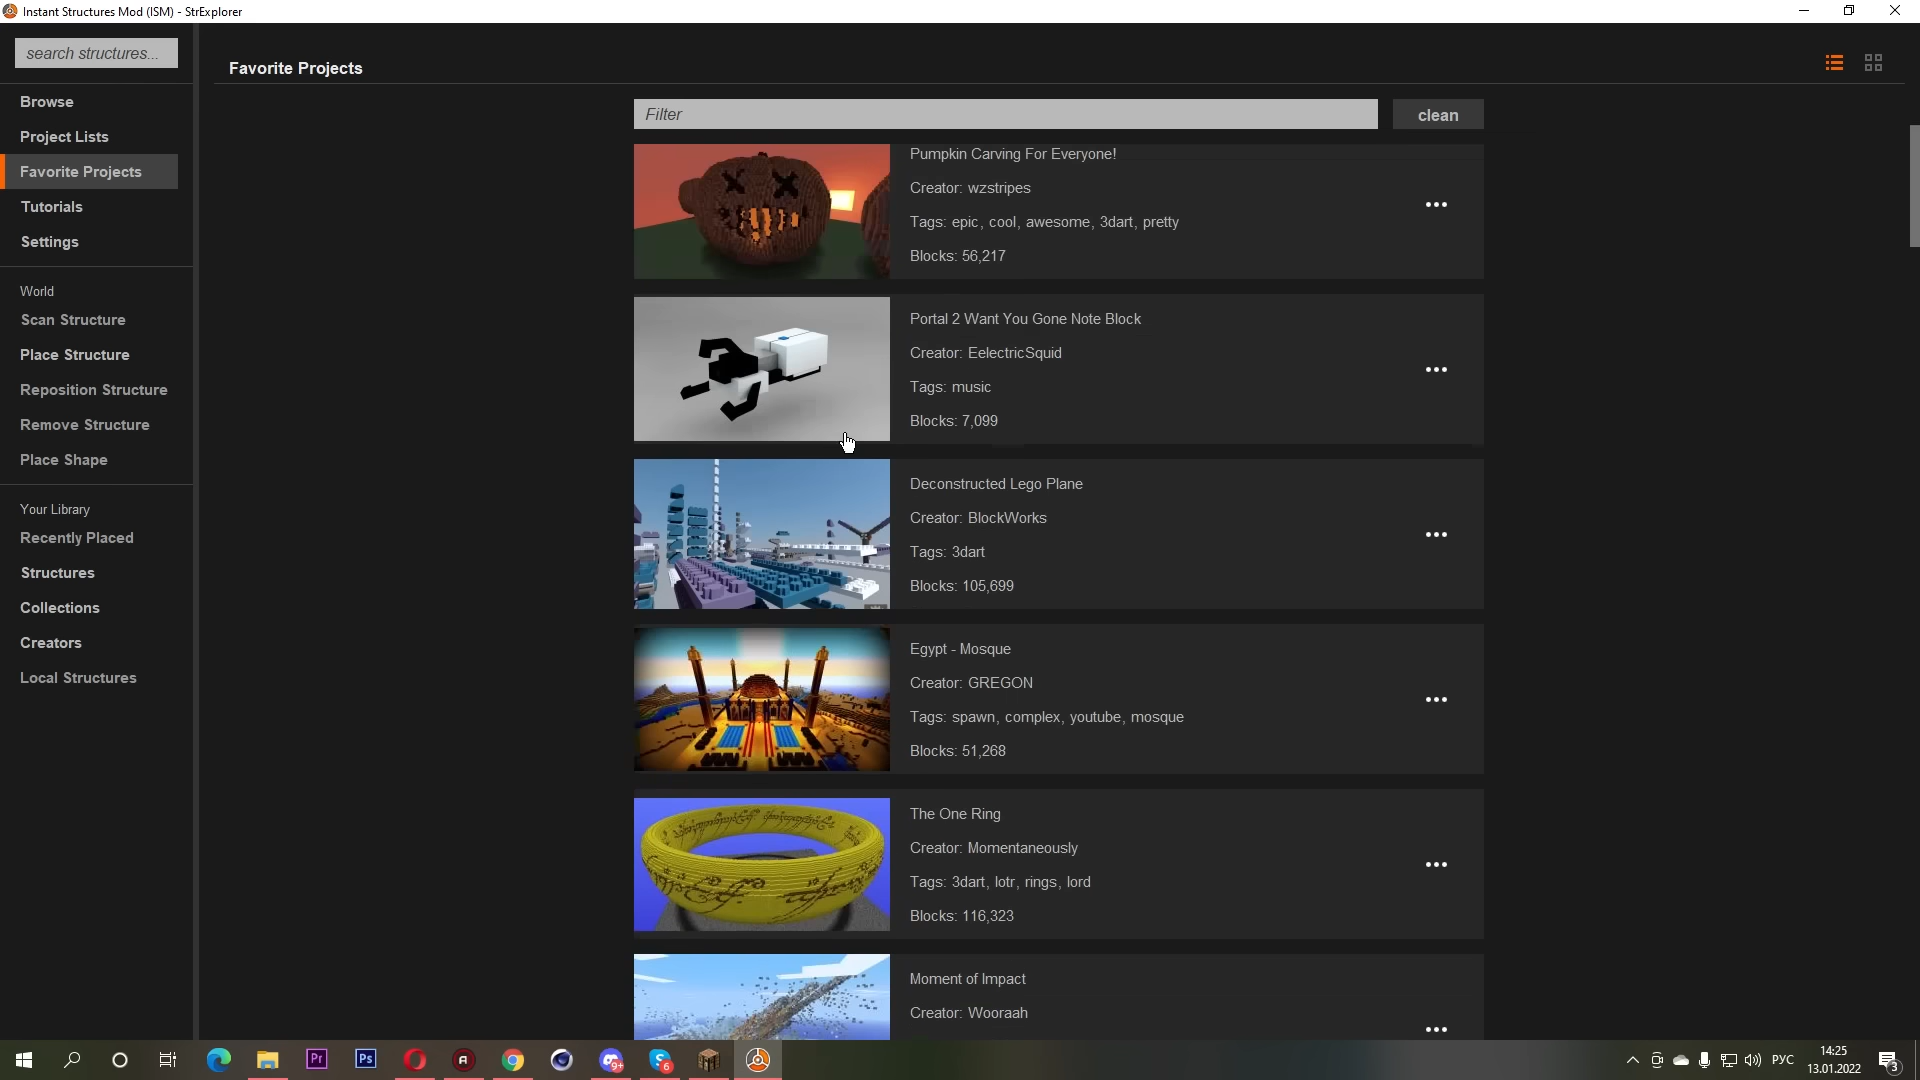 Instant Structures Mod (ISM) - StrExplorer
search structures...
Browse
Project Lists
Favorite Projects
Tutorials
Settings
World
Scan Structure
Place Structure
Reposition Structure
Remove Structure
Place Shape
Your Library
Recently Placed
Structures
Collections
Creators
Local Structures
Favorite Projects
Filter
clean
Pumpkin Carving For Everyone!
Creator: wzstripes
Tags: epic, cool, awesome, 3dart, pretty
Blocks: 56,217
Portal 2 Want You Gone Note Block
Creator: EelectricSquid
Tags: music
Blocks: 7,099
Deconstructed Lego Plane
Creator: BlockWorks
Tags: 3dart
Blocks: 105,699
Egypt - Mosque
Creator: GREGON
Tags: spawn, complex, youtube, mosque
Blocks: 51,268
The One Ring
Creator: Momentaneously
Tags: 3dart, lotr, rings, lord
Blocks: 116,323
Moment of Impact
Creator: Wooraah
Pr
Ps
A
9+
6
РУС
14:25
13.01.2022
3